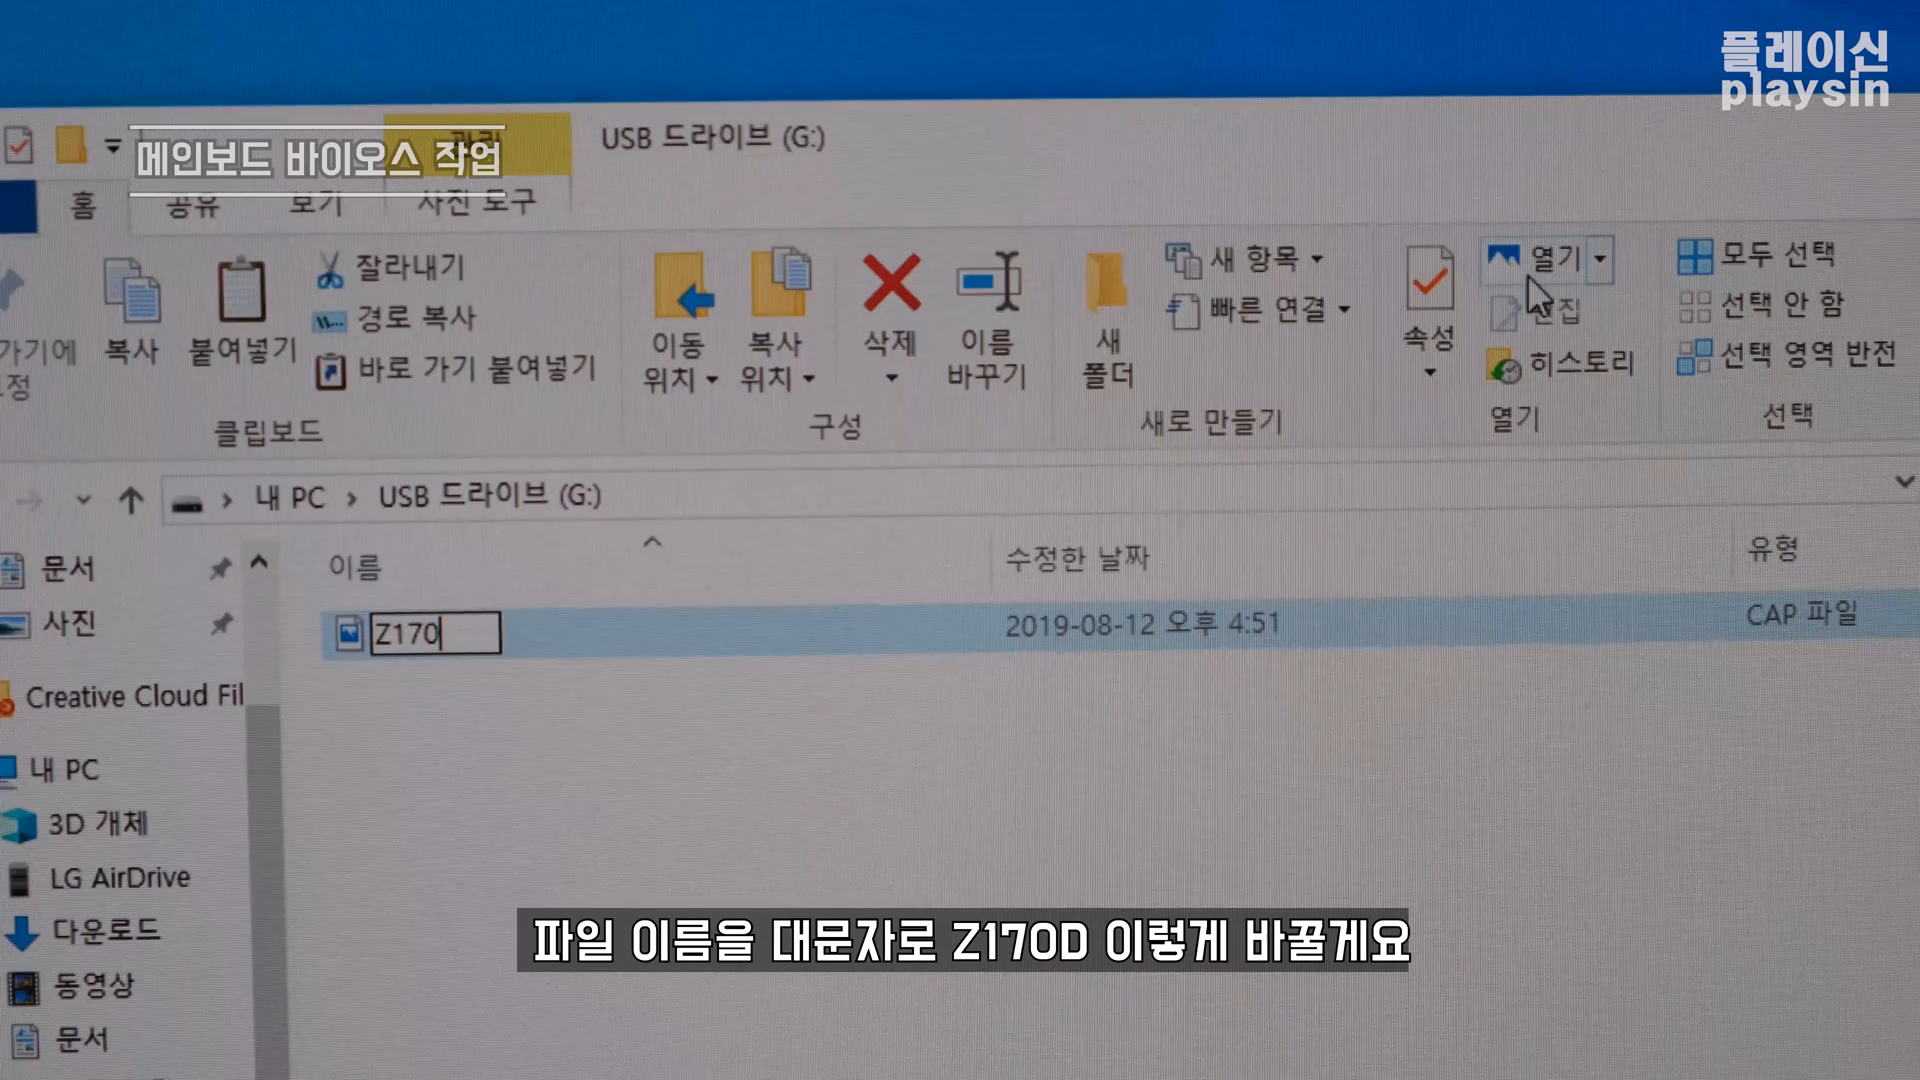 플레이신
playsin
메인보드 바이오스 작업
관리
USB 드라이브 (G:)
홈
공유
보기
사진 도구
복사
붙여넣기
잘라내기
경로 복사
바로 가기 붙여넣기
클립보드
이동
위치
복사
위치
삭제
이름
바꾸기
구성
새
폴더
새 항목
빠른 연결
새로 만들기
속성
열기
편집
히스토리
열기
모두 선택
선택 안 함
선택 영역 반전
선택
내 PC
USB 드라이브 (G:)
이름
수정한 날짜
유형
Z170
2019-08-12 오후 4:51
CAP 파일
문서
사진
Creative Cloud Fil
내 PC
3D 개체
LG AirDrive
다운로드
동영상
문서
파일 이름을 대문자로 Z170D 이렇게 바꿀게요